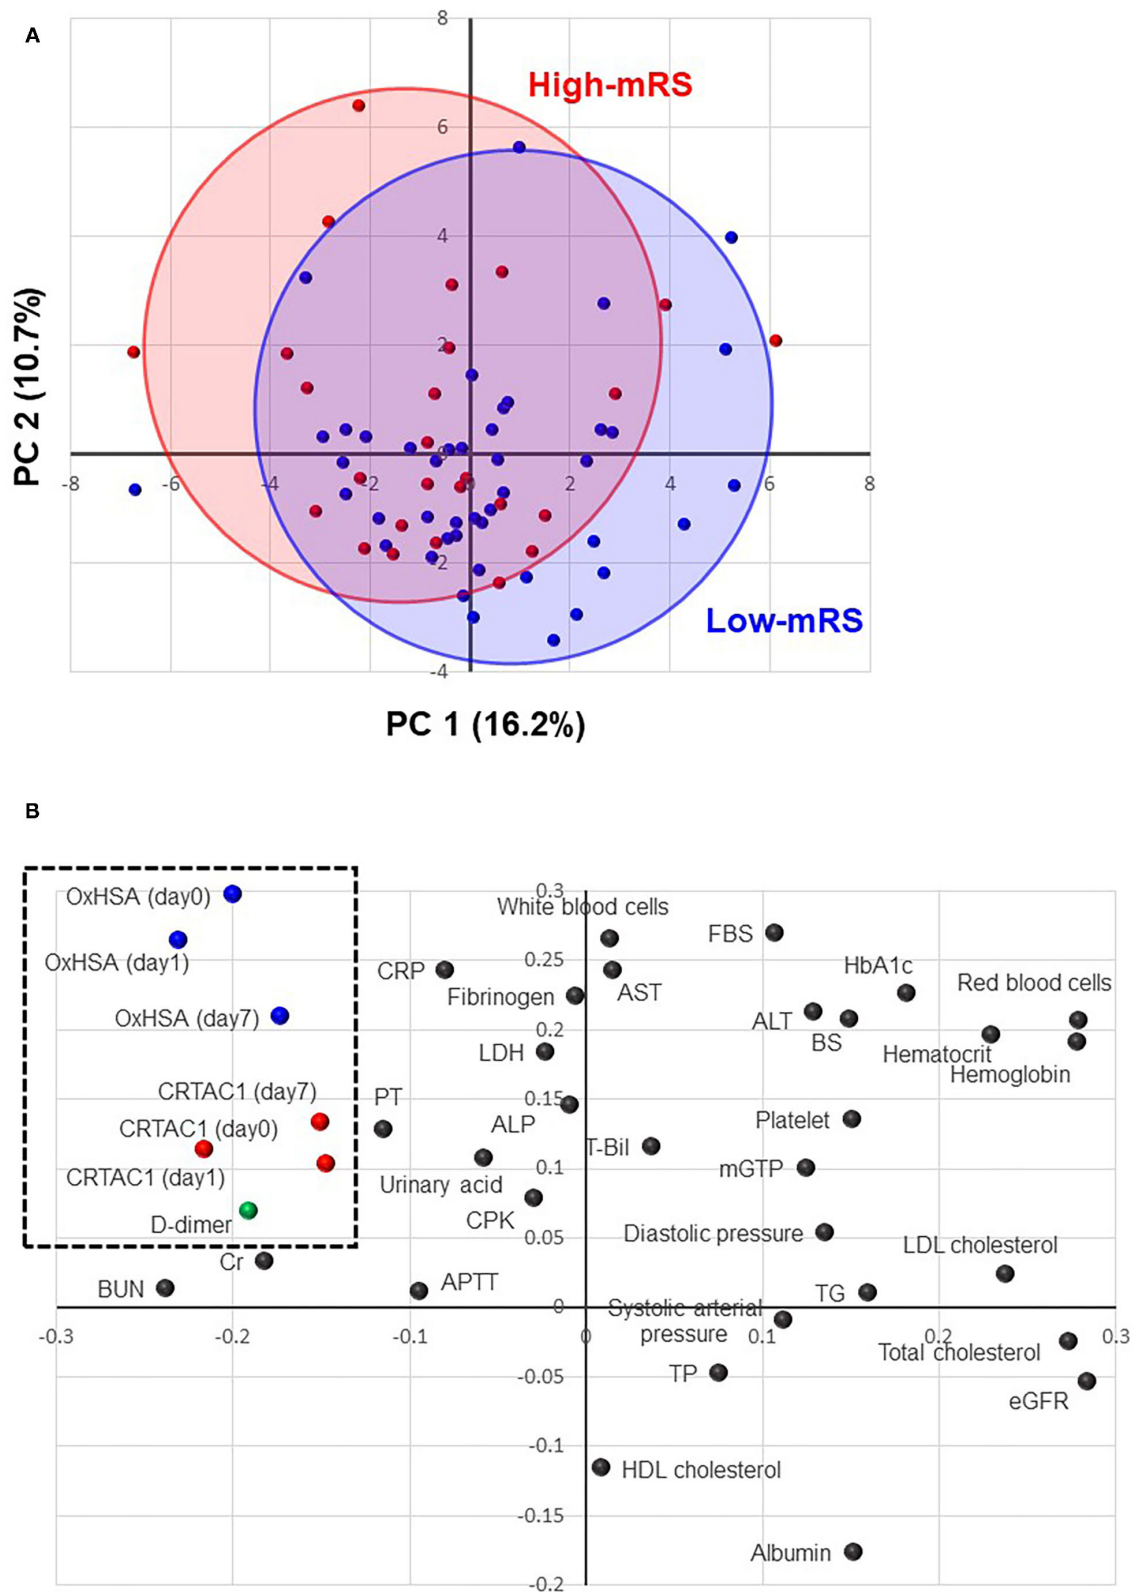 A
8
High-mRS
6
4
2
PC 2 (10.7%)
0
-8
-6
-4
-2
0
2
4
6
8
-2
Low-mRS
-4
PC 1 (16.2%)
B
OxHSA (day0)
0.3
White blood cells
FBS
OxHSA (day1)
CRP
0.25
HbA1c
Fibrinogen
AST
Red blood cells
OxHSA (day7)
0.2
ALT
BS
LDH
Hematocrit
Hemoglobin
CRTAC1 (day7)
PT
0.15
CRTAC1 (day0)
ALP
Platelet
T-Bil
CRTAC1 (day1)
0.1
mGTP
Urinary acid
D-dimer
CPK
0.05
Diastolic pressure
LDL cholesterol
Cr
BUN
APTT
TG
0
Systolic arterial
pressure
-0.3
-0.2
-0.1
0
0.1
0.2
0.3
Total cholesterol
TP
-0.05
eGFR
-0.1
HDL cholesterol
-0.15
Albumin
-0.2